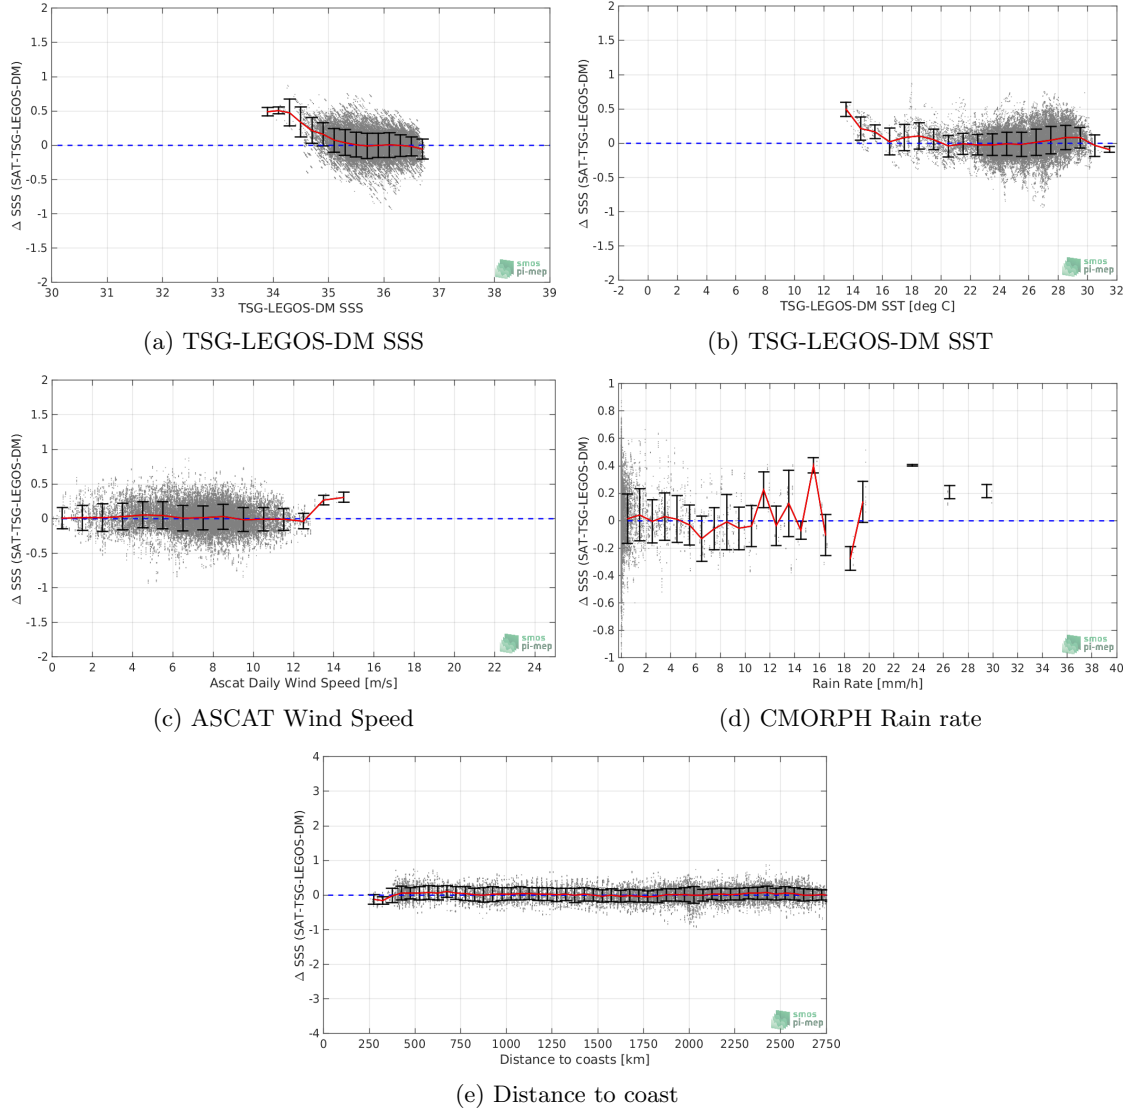 2
1.5
1
0.5
0
-0.5
-1
-1.5
-2
Δ SSS (SAT-TSG-LEGOS-DM)
30 31 32 33 34 35 36 37 38 39
TSG-LEGOS-DM SSS
smos
pi-mep
(a) TSG-LEGOS-DM SSS
2
1.5
1
0.5
0
-0.5
-1
-1.5
-2
Δ SSS (SAT-TSG-LEGOS-DM)
-2 0 2 4 6 8 10 12 14 16 18 20 22 24 26 28 30 32
TSG-LEGOS-DM SST [deg C]
smos
pi-mep
(b) TSG-LEGOS-DM SST
2
1.5
1
0.5
0
-0.5
-1
-1.5
-2
Δ SSS (SAT-TSG-LEGOS-DM)
0 2 4 6 8 10 12 14 16 18 20 22 24
Ascat Daily Wind Speed [m/s]
smos
pi-mep
(c) ASCAT Wind Speed
1
0.8
0.6
0.4
0.2
0
-0.2
-0.4
-0.6
-0.8
-1
Δ SSS (SAT-TSG-LEGOS-DM)
0 2 4 6 8 10 12 14 16 18 20 22 24 26 28 30 32 34 36 38 40
Rain Rate [mm/h]
smos
pi-mep
(d) CMORPH Rain rate
4
3
2
1
0
-1
-2
-3
-4
Δ SSS (SAT-TSG-LEGOS-DM)
0 250 500 750 1000 1250 1500 1750 2000 2250 2500 2750
Distance to coasts [km]
smos
pi-mep
(e) Distance to coast